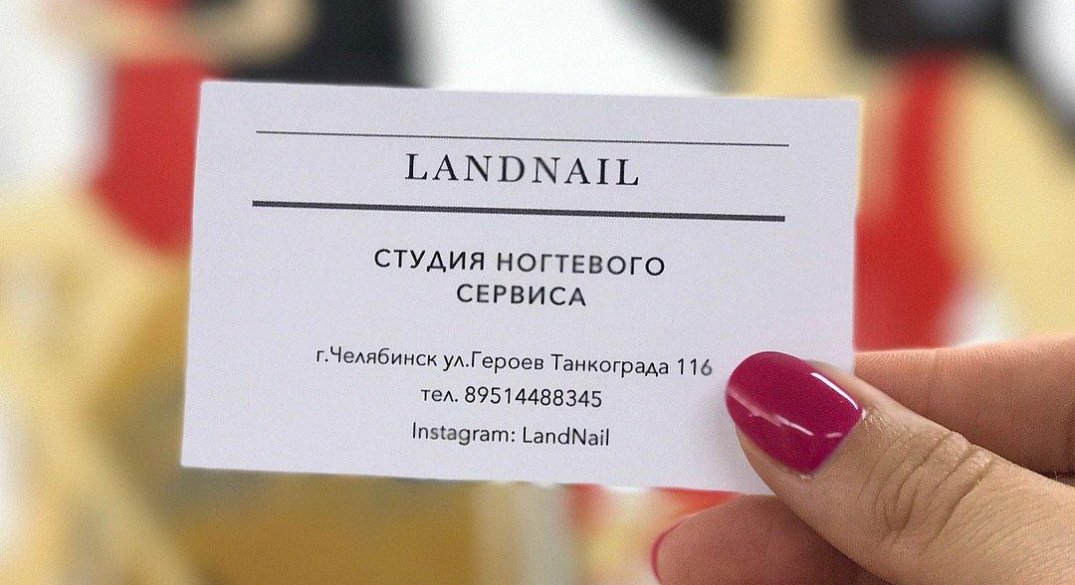 LANDNAIL
СТУДИЯ НОГТЕВОГО
СЕРВИСА
г.Челябинск ул.Героев Танкограда 116
тел. 89514488345
Instagram: LandNail